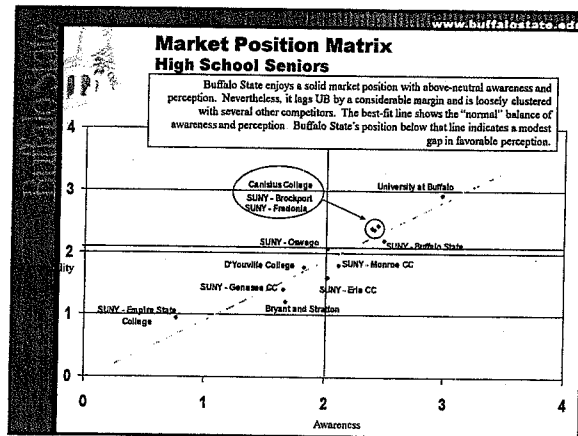 www.buffalostate.edu
Buffalo State
Market Position Matrix
High School Seniors
Buffalo State enjoys a solid market position with above-neutral awareness and
perception. Nevertheless, it lags UB by a considerable margin and is loosely clustered
with several other competitors. The best-fit line shows the "normal" balance of
awareness and perception. Buffalo State's position below that line indicates a modest
gap in favorable perception.
4
Canisius College
SUNY - Brockport
SUNY - Fredonia
University at Buffalo
3
SUNY - Oswego
SUNY - Buffalo State
2
lity
D'Youville College
SUNY - Monroe CC
SUNY - Genesee CC
SUNY - Erie CC
SUNY - Empire State
College
Bryant and Stratton
1
0
0 1 2 3 4
Awareness